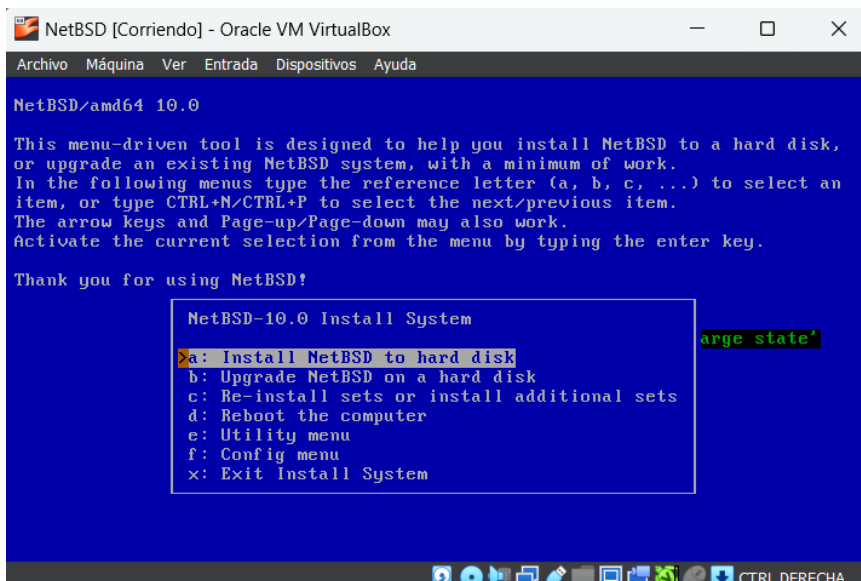 NetBSD [Corriendo] - Oracle VM VirtualBox
Archivo Máquina Ver Entrada Dispositivos Ayuda
NetBSD/amd64 10.0
This menu-driven tool is designed to help you install NetBSD to a hard disk,
or upgrade an existing NetBSD system, with a minimum of work.
In the following menus type the reference letter (a, b, c, ...) to select an
item, or type CTRL+N/CTRL+P to select the next/previous item.
The arrow keys and Page-up/Page-down may also work.
Activate the current selection from the menu by typing the enter key.
Thank you for using NetBSD!
NetBSD-10.0 Install System
arge state'
>a: Install NetBSD to hard disk
b: Upgrade NetBSD on a hard disk
c: Re-install sets or install additional sets
d: Reboot the computer
e: Utility menu
f: Config menu
x: Exit Install System
CTRL DERECHA